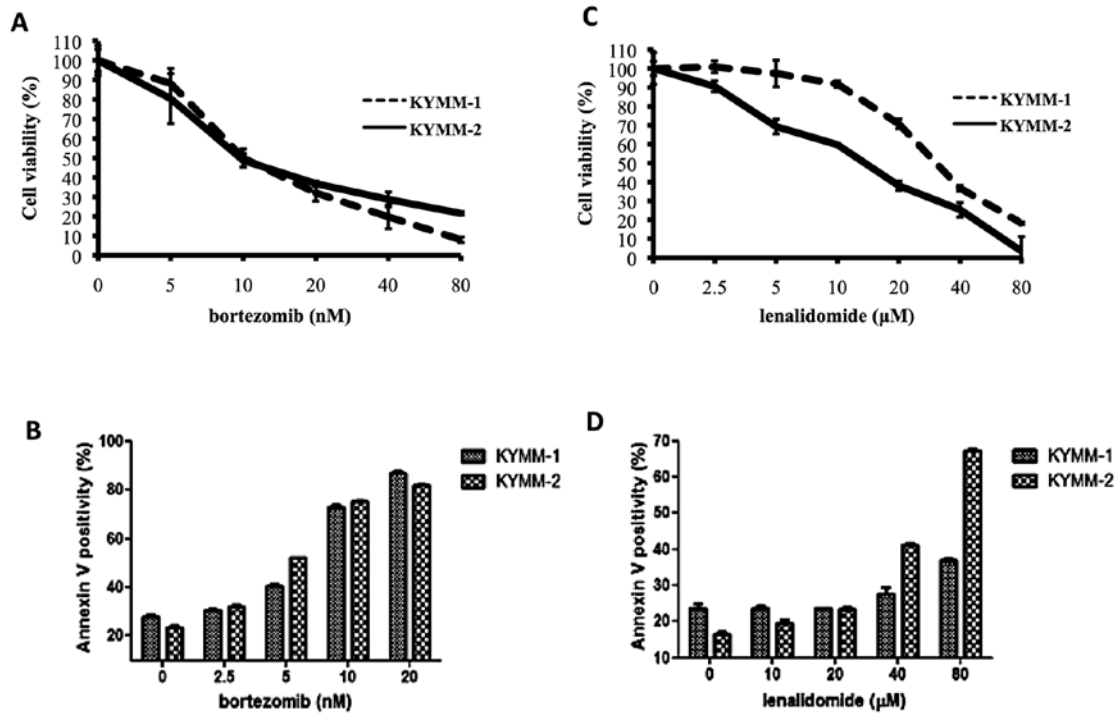 A
110
100
90
80
70
60
50
40
30
20
10
0
Cell viability (%)
KYMM-1
KYMM-2
0 5 10 20 40 80
bortezomib (nM)
C
110
100
90
80
70
60
50
40
30
20
10
0
Cell viability (%)
KYMM-1
KYMM-2
0 2.5 5 10 20 40 80
lenalidomide (μM)
B
100
80
60
40
20
Annexin V positivity (%)
KYMM-1
KYMM-2
0 2.5 5 10 20
bortezomib (nM)
D
70
60
50
40
30
20
10
Annexin V positivity (%)
KYMM-1
KYMM-2
0 10 20 40 80
lenalidomide (μM)